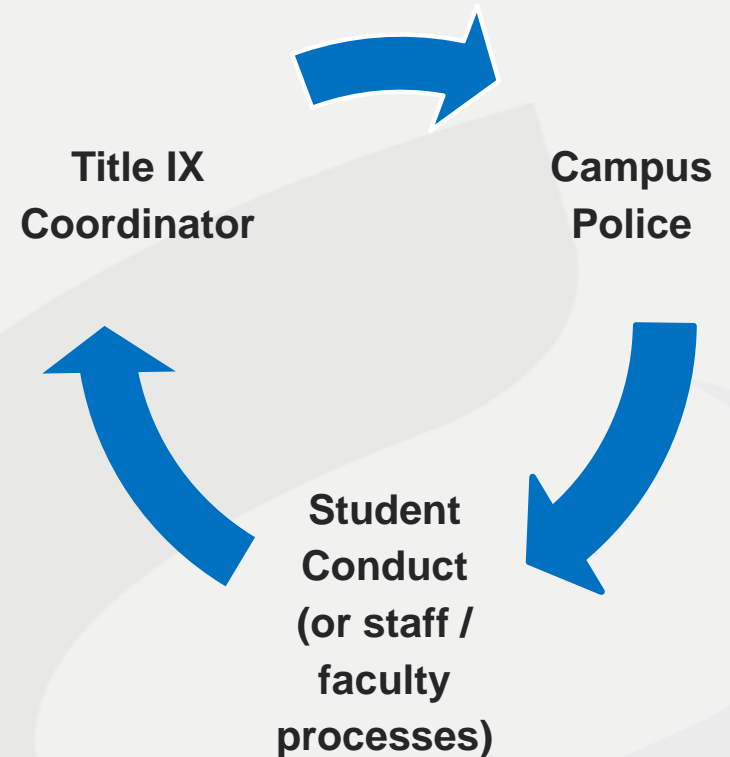 Title IX
Coordinator
Campus
Police
Student
Conduct
(or staff /
faculty
processes)